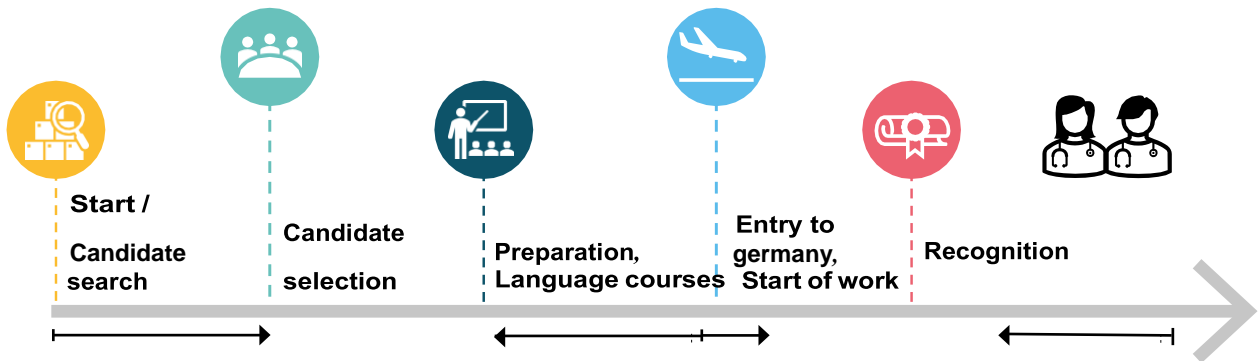 Start /
Candidate
search
Candidate
selection
Preparation,
Language courses
Entry to
germany,
Start of work
Recognition